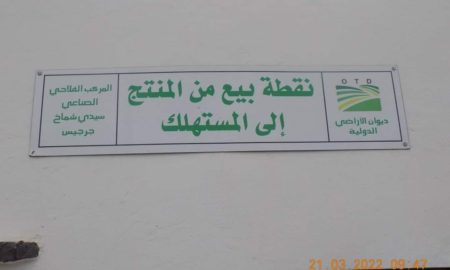 OTD
ديوان الاراضي
الدولية
نقطة بيع من المنتج
إلى المستهلك
المركب الفلاحي
الصناعي
سيدي شماخ
جرجيس
21.03.2022 09:47